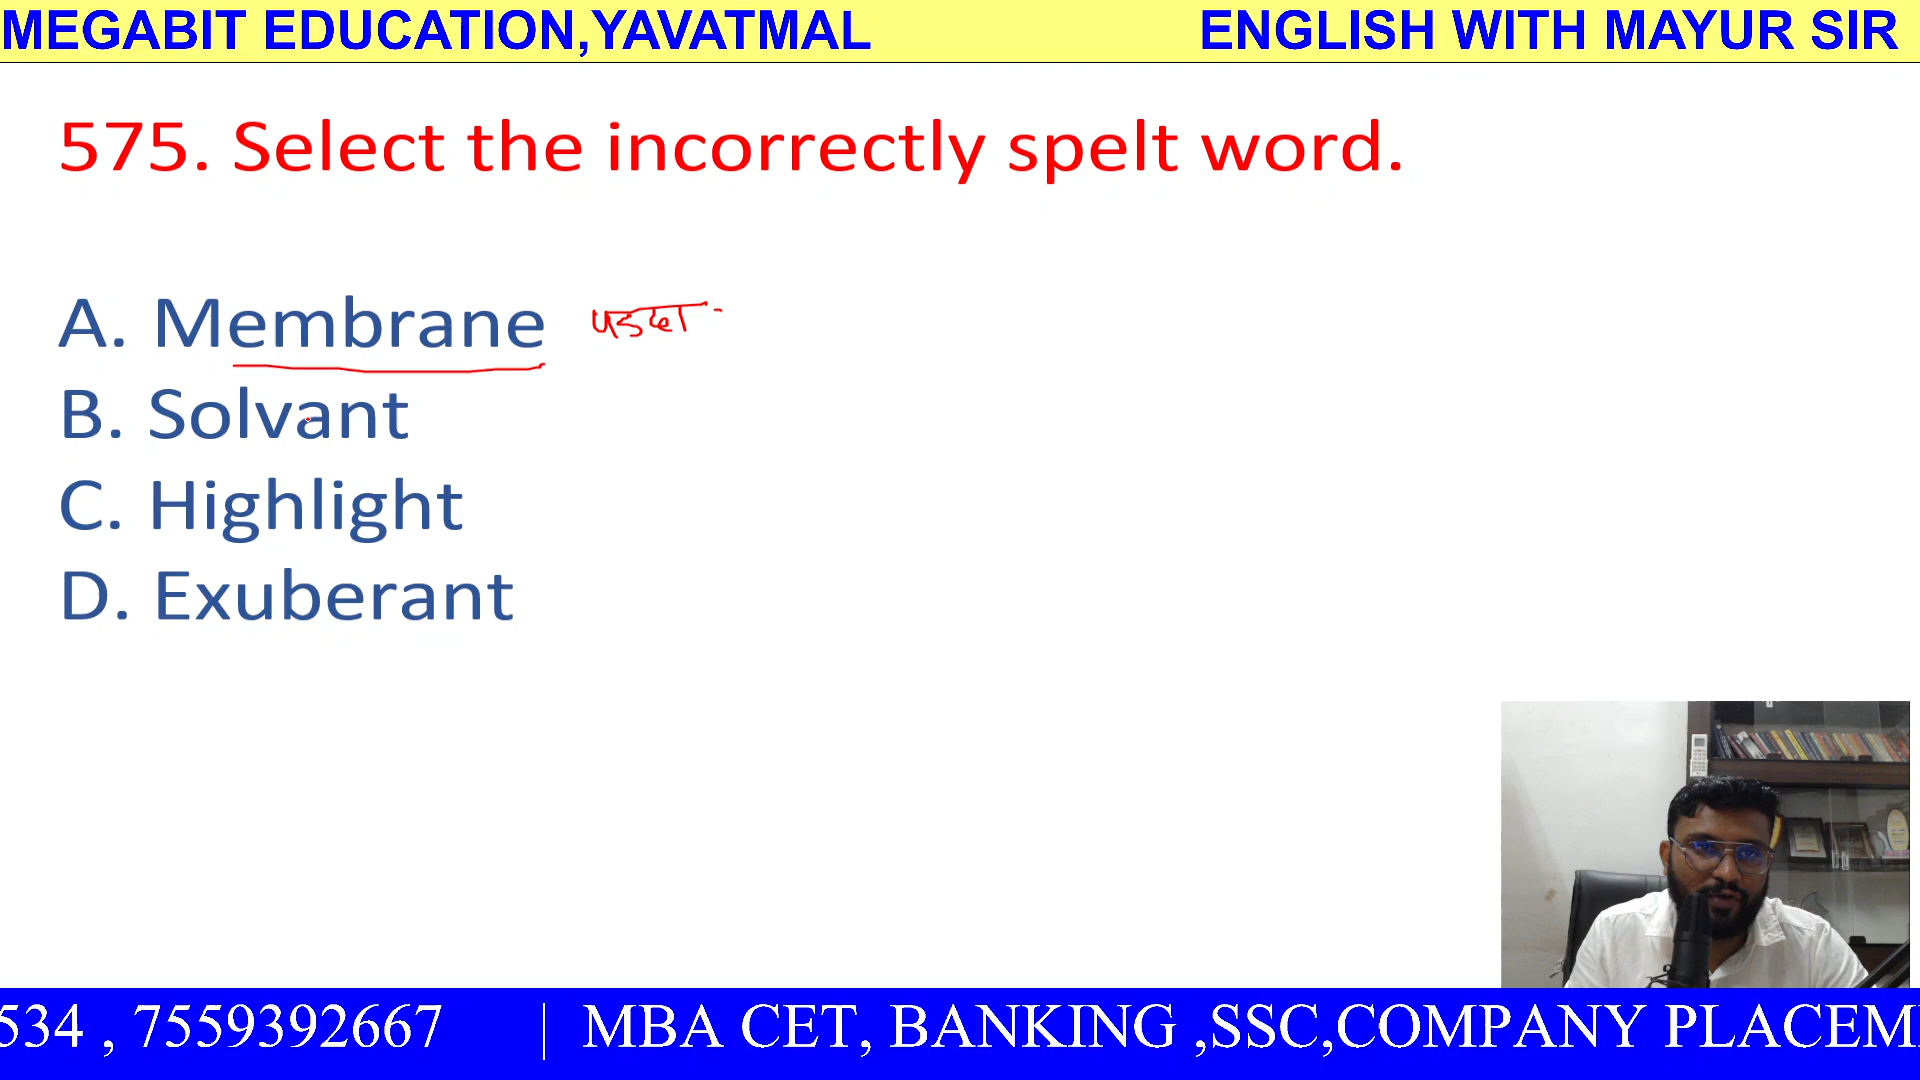 MEGABIT EDUCATION,YAVATMAL ENGLISH WITH MAYUR SIR
575. Select the incorrectly spelt word.
A. Membrane पडदा
B. Solvant
C. Highlight
D. Exuberant
534 , 7559392667 | MBA CET, BANKING ,SSC,COMPANY PLACEM